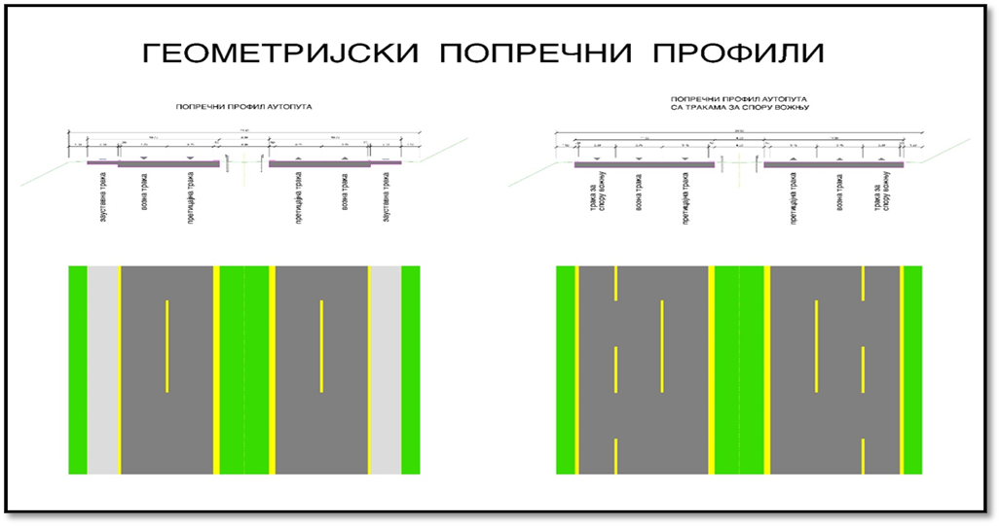 ГЕОМЕТРИЈСКИ ПОПРЕЧНИ ПРОФИЛИ
ПОПРЕЧНИ ПРОФИЛ АУТОПУТА
ПОПРЕЧНИ ПРОФИЛ АУТОПУТА
СА ТРАКАМА ЗА СПОРУ ВОЖЊУ
зауставна трака
возна трака
претицајна трака
претицајна трака
возна трака
зауставна трака
трака за
спору вожњу
возна трака
претицајна трака
претицајна трака
возна трака
трака за
спору вожњу